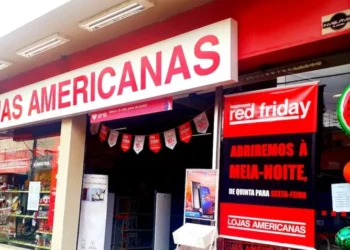 JAS AMERICANAS
red friday
ABRIREMOS À
MEIA-NOITE,
DE QUINTA PARA SEXTA-FEIRA
LOJAS AMERICANAS